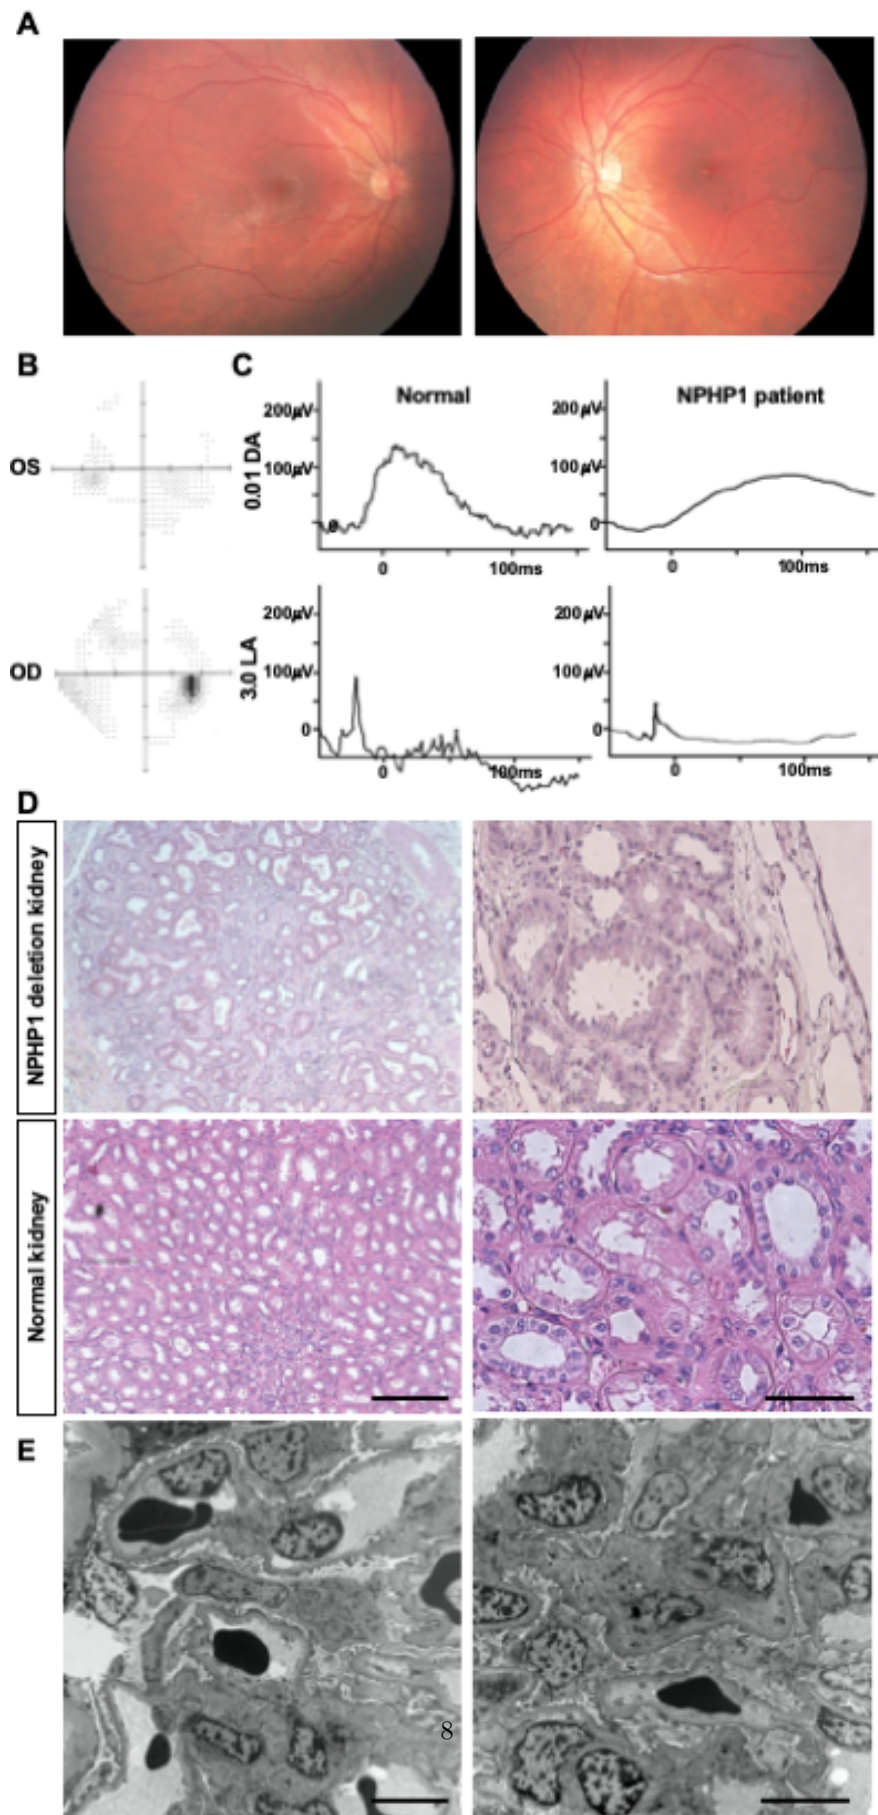 A
B
C
Normal
NPHP1 patient
OS
0.01 DA
200µV
100µV
0
0
100ms
200µV
100µV
0
0
100ms
OD
3.0 LA
200µV
100µV
0
0
100ms
200µV
100µV
0
0
100ms
D
NPHP1 deletion kidney
Normal kidney
E
8